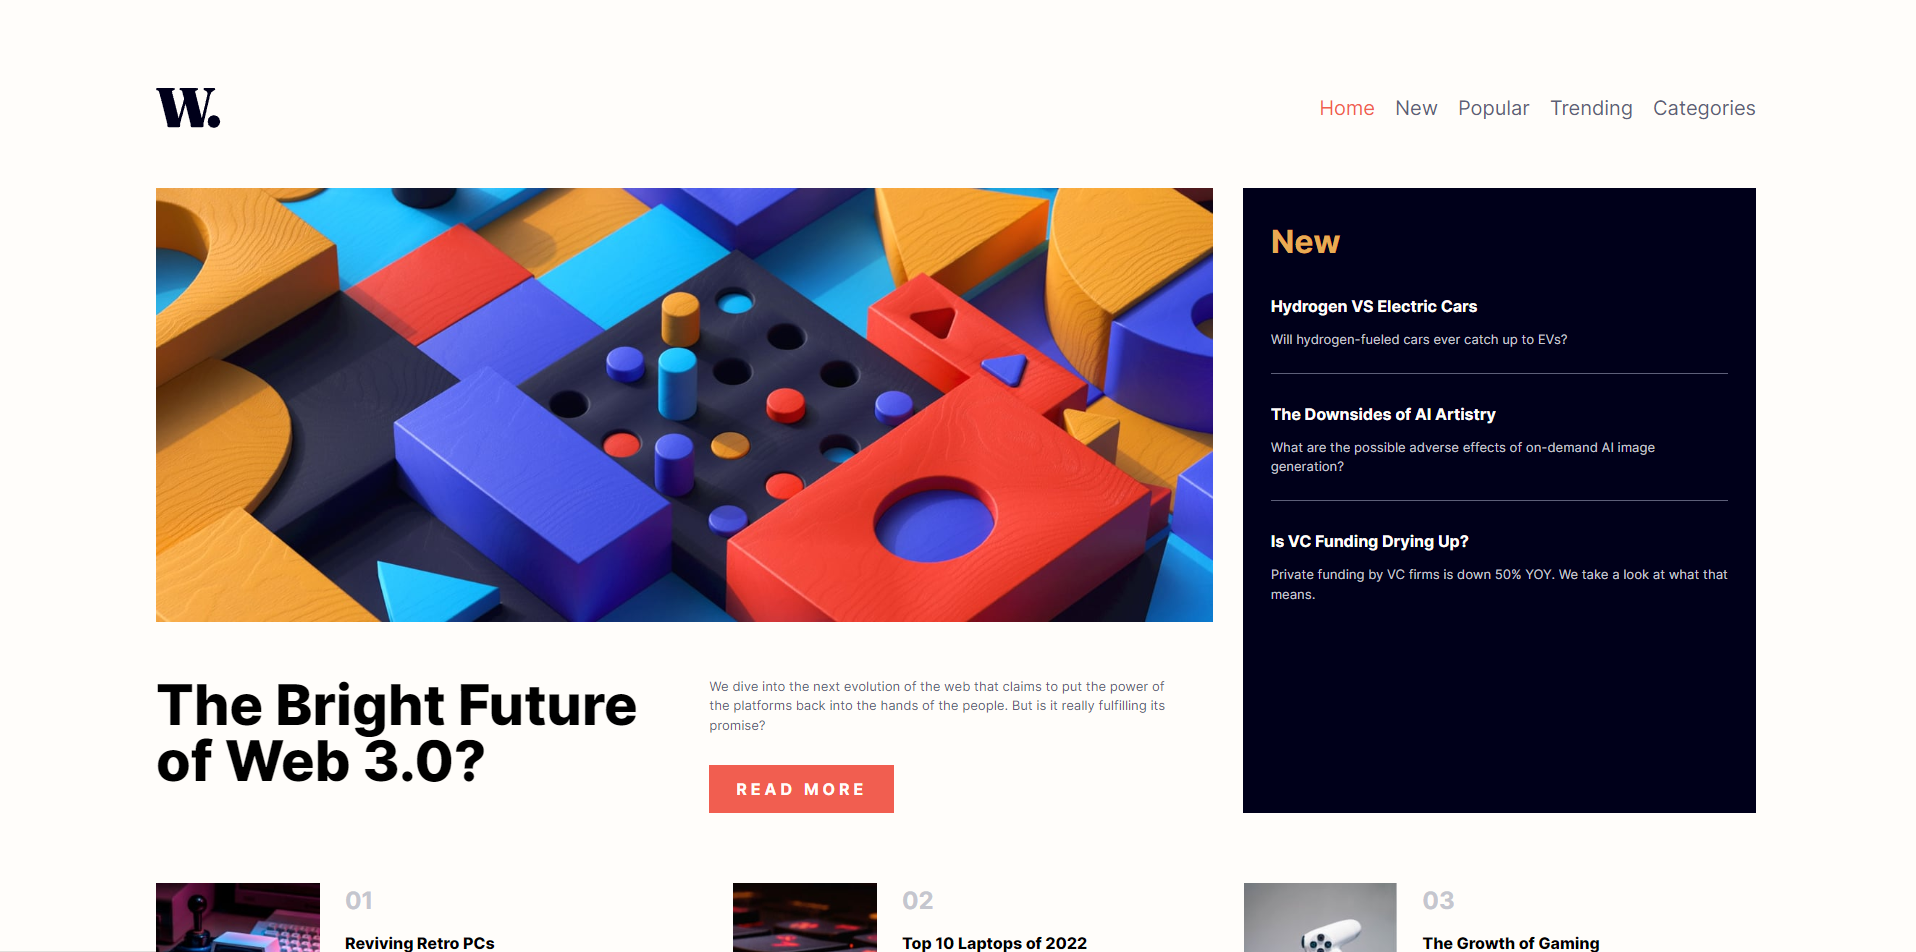 W.
Home New Popular Trending Categories
New
Hydrogen VS Electric Cars
Will hydrogen-fueled cars ever catch up to EVs?
The Downsides of AI Artistry
What are the possible adverse effects of on-demand AI image
generation?
Is VC Funding Drying Up?
Private funding by VC firms is down 50% YOY. We take a look at what that
means.
The Bright Future
of Web 3.0?
We dive into the next evolution of the web that claims to put the power of
the platforms back into the hands of the people. But is it really fulfilling its
promise?
READ MORE
01
Reviving Retro PCs
02
Top 10 Laptops of 2022
03
The Growth of Gaming